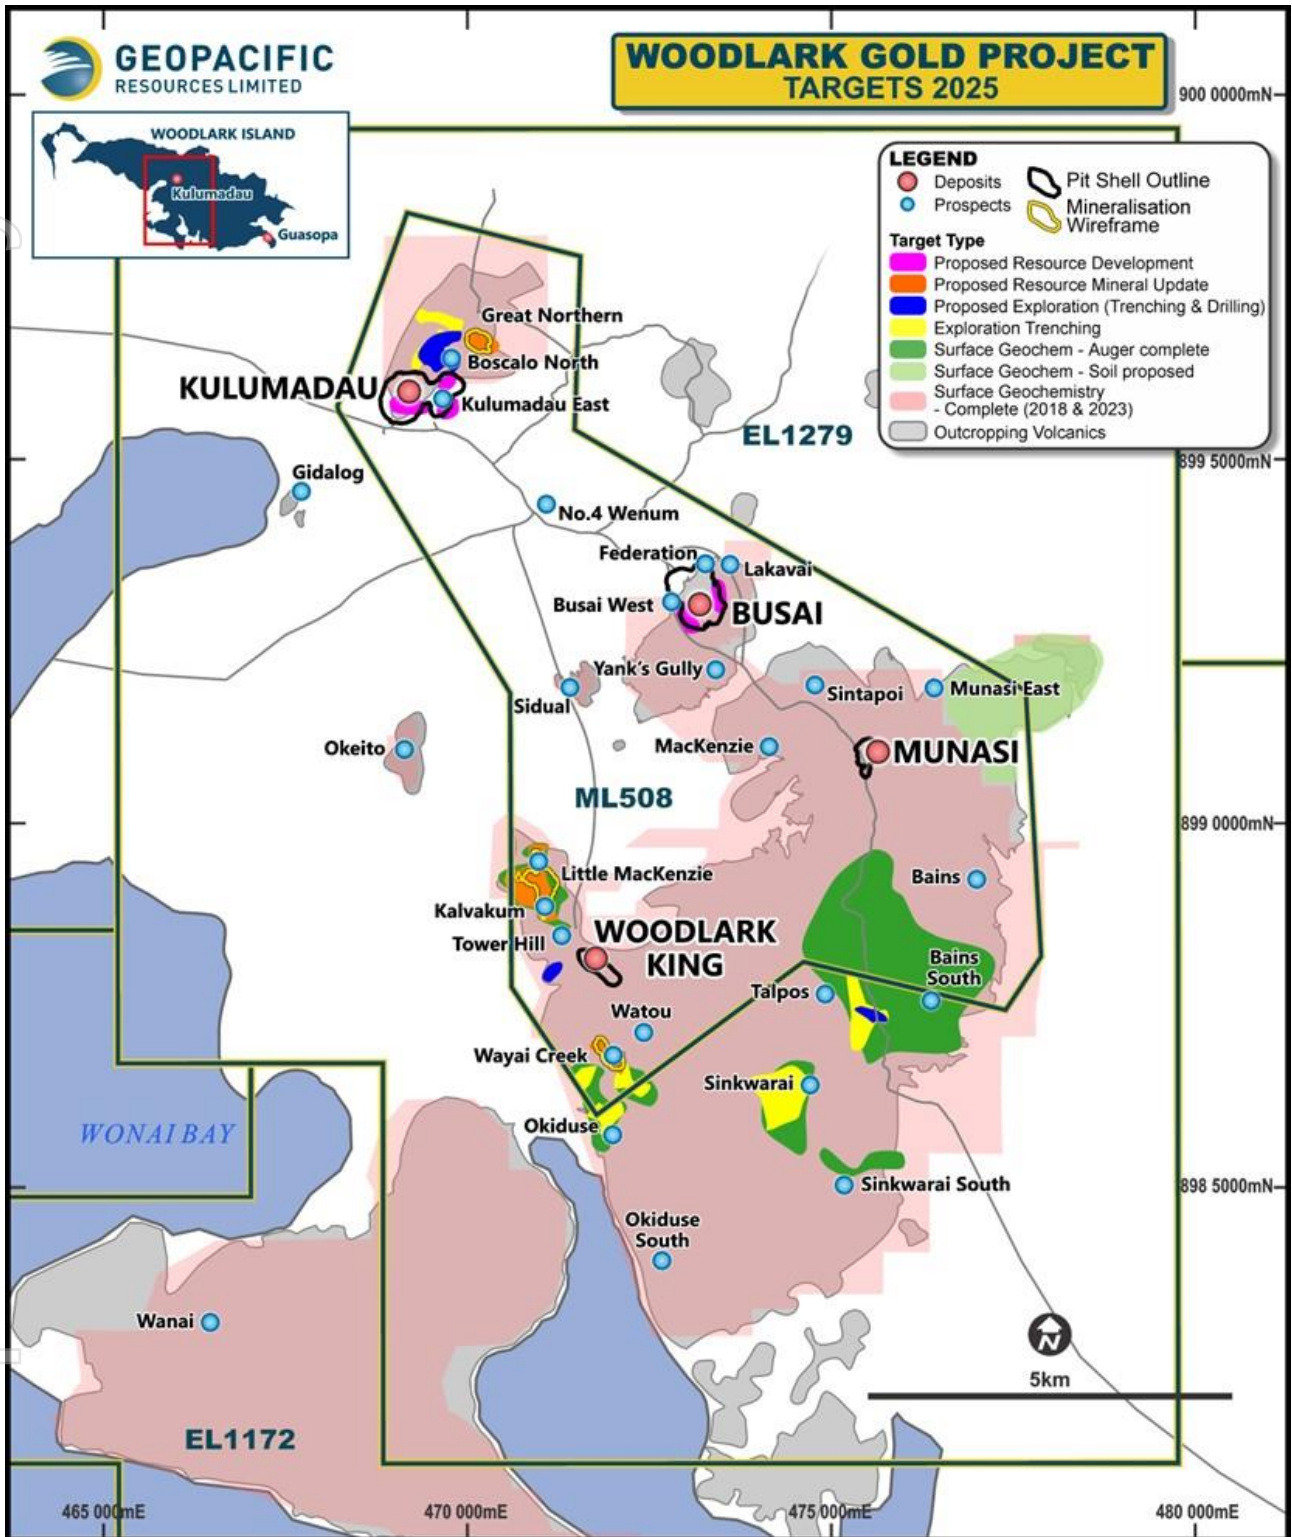 GEOPACIFIC
RESOURCES LIMITED
WOODLARK GOLD PROJECT
TARGETS 2025
900 0000mN
WOODLARK ISLAND
Kulumadau
Guasopa
LEGEND
Deposits
Prospects
Pit Shell Outline
Mineralisation
Wireframe
Target Type
Proposed Resource Development
Proposed Resource Mineral Update
Proposed Exploration (Trenching & Drilling)
Exploration Trenching
Surface Geochem - Auger complete
Surface Geochem - Soil proposed
Surface Geochemistry
- Complete (2018 & 2023)
Outcropping Volcanics
Great Northern
Boscalo North
KULUMADAU
Kulumadau East
EL1279
899 5000mN
Gidalog
No.4 Wenum
Federation
Lakavai
Busai West
BUSAI
Yank's Gully
Sintapoi
Munasi East
Sidual
Okeito
MacKenzie
MUNASI
ML508
899 0000mN
Little MacKenzie
Bains
Kalvakum
Tower Hill
WOODLARK
KING
Bains
South
Talpos
Watou
Wayai Creek
Sinkwarai
Okiduse
WONAI BAY
Sinkwarai South
898 5000mN
Okiduse
South
Wanai
N
5km
EL1172
465 000mE
470 000mE
475 000mE
480 000mE